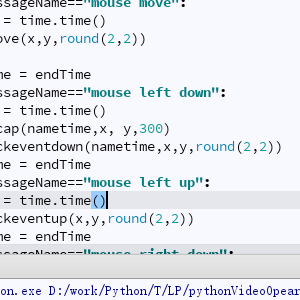 ssageName=="mouse move":
= time.time()
ove(x,y,round(2,2))
me = endTime
ssageName=="mouse left down":
= time.time()
cap(nametime,x, y,300)
ckeventdown(nametime,x,y,round(2,2))
me = endTime
ssageName=="mouse left up":
= time.time()
ckeventup(x,y,round(2,2))
me = endTime
ssageName=="mouse right down":
on.exe D:/work/Python/T/LP/pythonVideoOpear